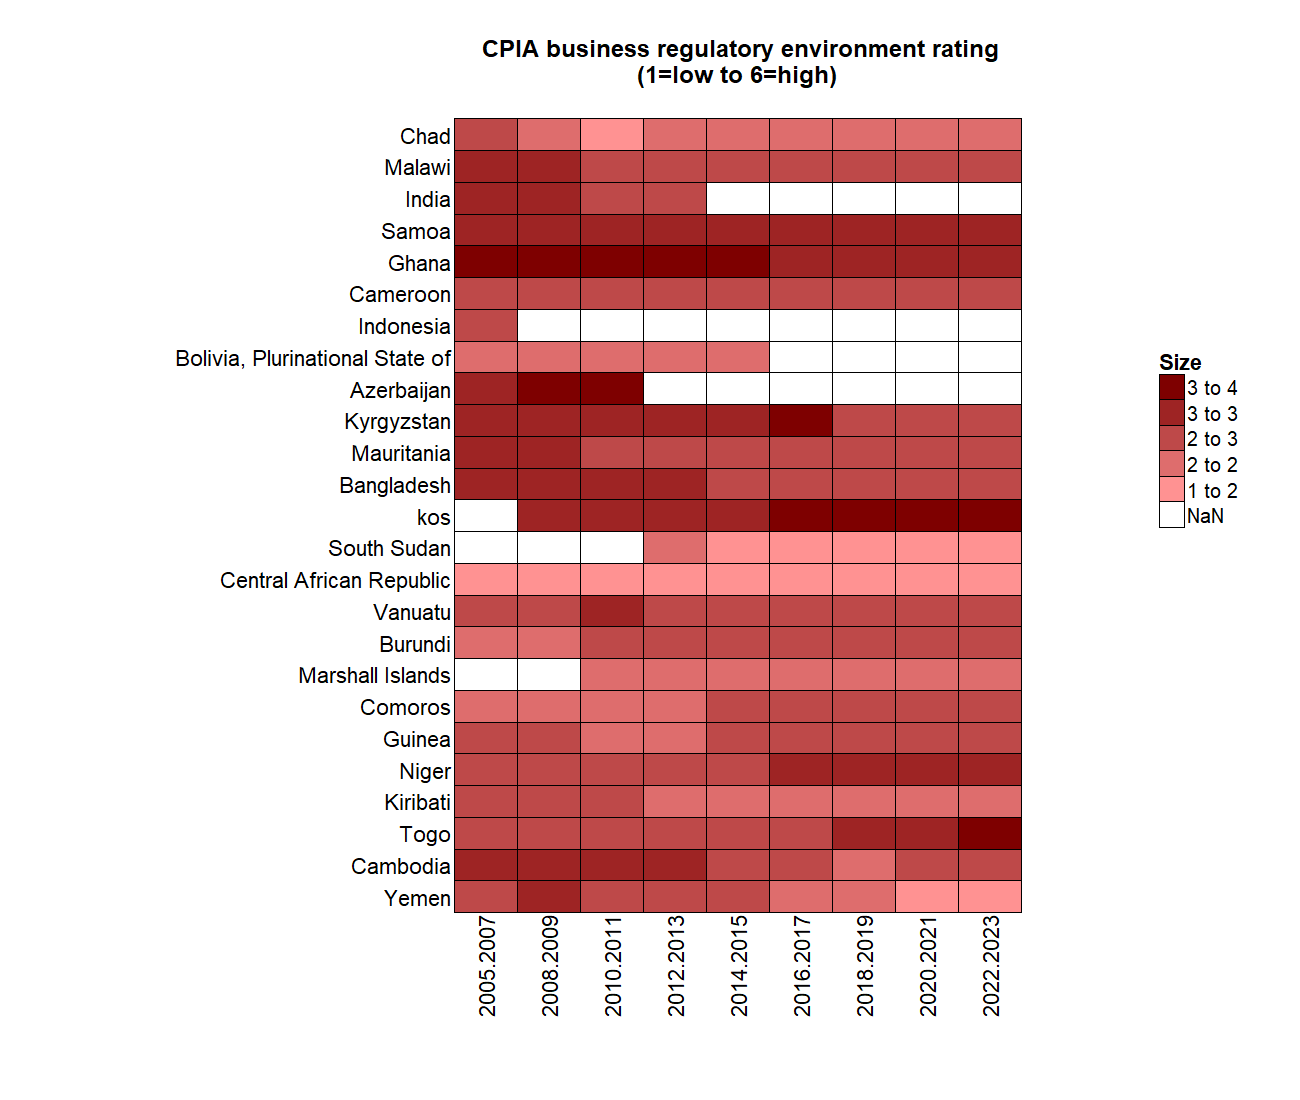 CPIA business regulatory environment rating
(1=low to 6=high)
Chad
Malawi
India
Samoa
Ghana
Cameroon
Indonesia
Bolivia, Plurinational State of
Azerbaijan
Kyrgyzstan
Mauritania
Bangladesh
kos
South Sudan
Central African Republic
Vanuatu
Burundi
Marshall Islands
Comoros
Guinea
Niger
Kiribati
Togo
Cambodia
Yemen
2005.2007
2008.2009
2010.2011
2012.2013
2014.2015
2016.2017
2018.2019
2020.2021
2022.2023
Size
3 to 4
3 to 3
2 to 3
2 to 2
1 to 2
NaN